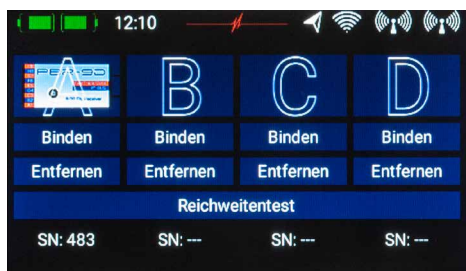 12:10
A B C D
Binden Binden Binden Binden
Entfernen Entfernen Entfernen Entfernen
Reichweitentest
SN: 483 SN: --- SN: --- SN: ---